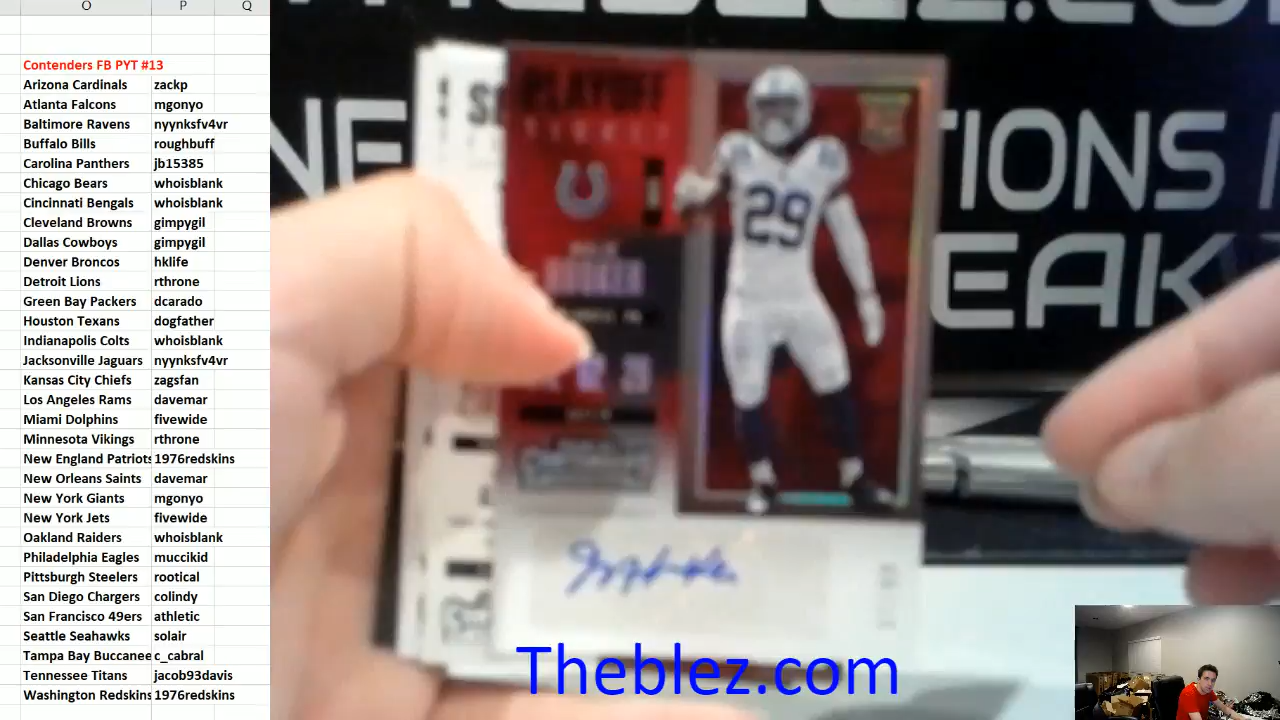 O P Q
Contenders FB PYT #13
Arizona Cardinals zackp
Atlanta Falcons mgonyo
Baltimore Ravens nyynksfv4vr
Buffalo Bills roughbuff
Carolina Panthers jb15385
Chicago Bears whoisblank
Cincinnati Bengals whoisblank
Cleveland Browns gimpygil
Dallas Cowboys gimpygil
Denver Broncos hklife
Detroit Lions rthrone
Green Bay Packers dcarado
Houston Texans dogfather
Indianapolis Colts whoisblank
Jacksonville Jaguars nyynksfv4vr
Kansas City Chiefs zagsfan
Los Angeles Rams davemar
Miami Dolphins fivewide
Minnesota Vikings rthrone
New England Patriots 1976redskins
New Orleans Saints davemar
New York Giants mgonyo
New York Jets fivewide
Oakland Raiders whoisblank
Philadelphia Eagles muccikid
Pittsburgh Steelers rootical
San Diego Chargers colindy
San Francisco 49ers athletic
Seattle Seahawks solair
Tampa Bay Buccanee c_cabral
Tennessee Titans jacob93davis
Washington Redskins 1976redskins
PLAYOFF
TICKET
29
Theblez.com